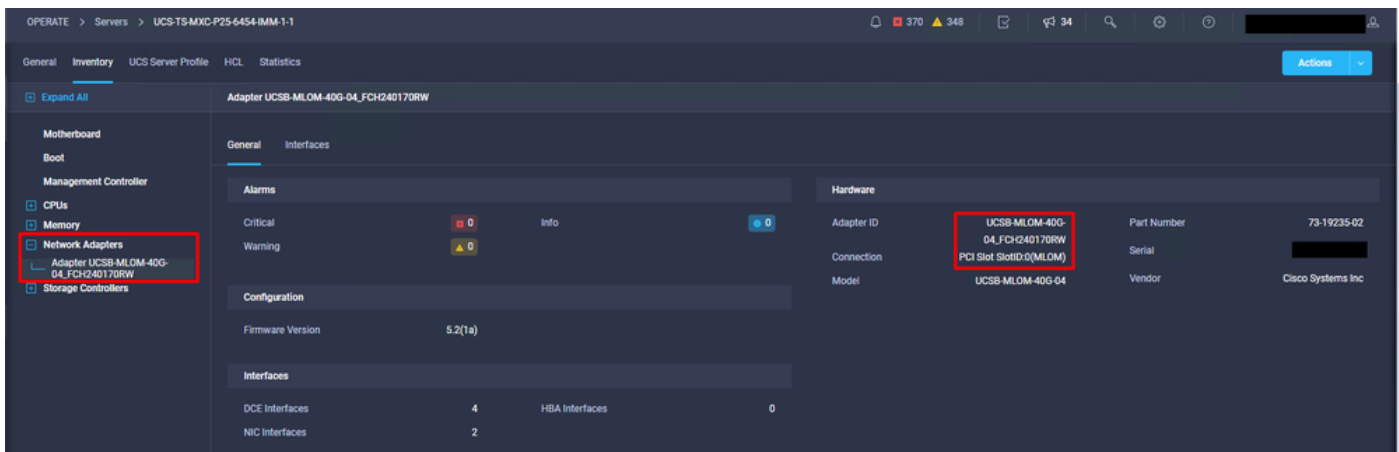 OPERATE > Servers > UCS-TS-MXC-P25-6454-IMM-1-1
370 348 34
General Inventory UCS Server Profile HCL Statistics
Actions
Expand All
Adapter UCSB-MLOM-40G-04_FCH240170RW
Motherboard
Boot
Management Controller
CPUs
Memory
Network Adapters
Adapter UCSB-MLOM-40G-
04_FCH240170RW
Storage Controllers
General Interfaces
Alarms
Critical 0 Info 0
Warning 0
Configuration
Firmware Version 5.2(1a)
Interfaces
DCE Interfaces 4 HBA Interfaces 0
NIC Interfaces 2
Hardware
Adapter ID UCSB-MLOM-40G- Part Number 73-19235-02
04_FCH240170RW
Serial
Connection PCI Slot SlotID:0(MLOM)
Model UCSB-MLOM-40G-04 Vendor Cisco Systems Inc